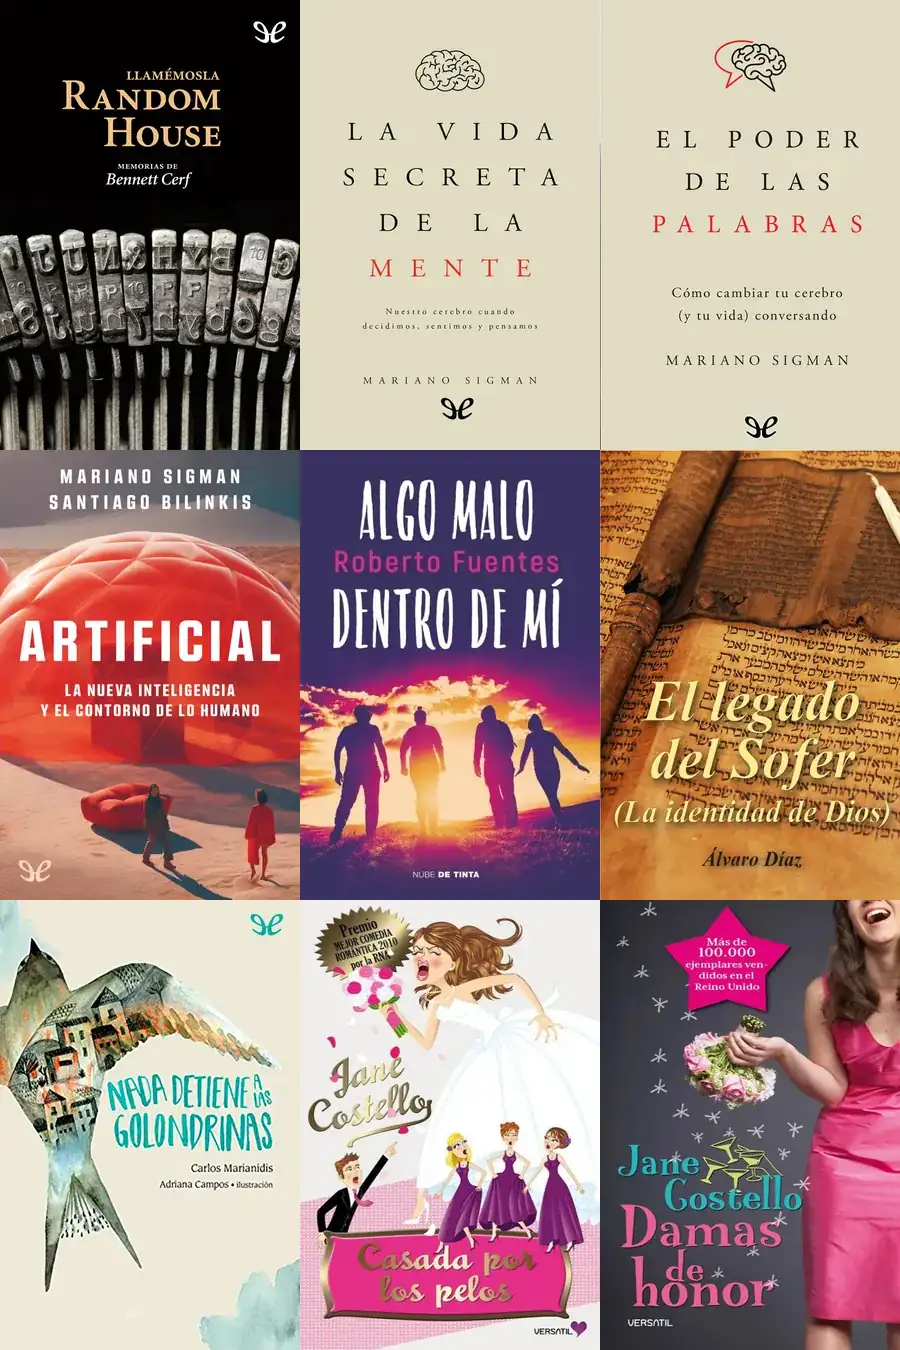 LLAMÉMOSLA
RANDOM
HOUSE
MEMORIAS DE
Bennett Cerf
LA VIDA
SECRETA
DE LA
MENTE
Nuestro cerebro cuando
decidimos, sentimos y pensamos
MARIANO SIGMAN
EL PODER
DE LAS
PALABRAS
Cómo cambiar tu cerebro
(y tu vida) conversando
MARIANO SIGMAN
MARIANO SIGMAN
SANTIAGO BILINKIS
ARTIFICIAL
LA NUEVA INTELIGENCIA
Y EL CONTORNO DE LO HUMANO
ALGO MALO
Roberto Fuentes
DENTRO DE MÍ
NUBE DE TINTA
El legado
del Sofer
(La identidad de Dios)
Álvaro Díaz
NADA DETIENE A LAS
GOLONDRINAS
Carlos Marianidis
Adriana Campos • ilustración
Premio
MEJOR COMEDIA
ROMÁNTICA 2010
por la RNA
Jane
Costello
Casada por
los pelos
VERSATIL
Más de
100.000
ejemplares ven-
didos en el
Reino Unido
Jane
Costello
Damas
de
honor
VERSATIL